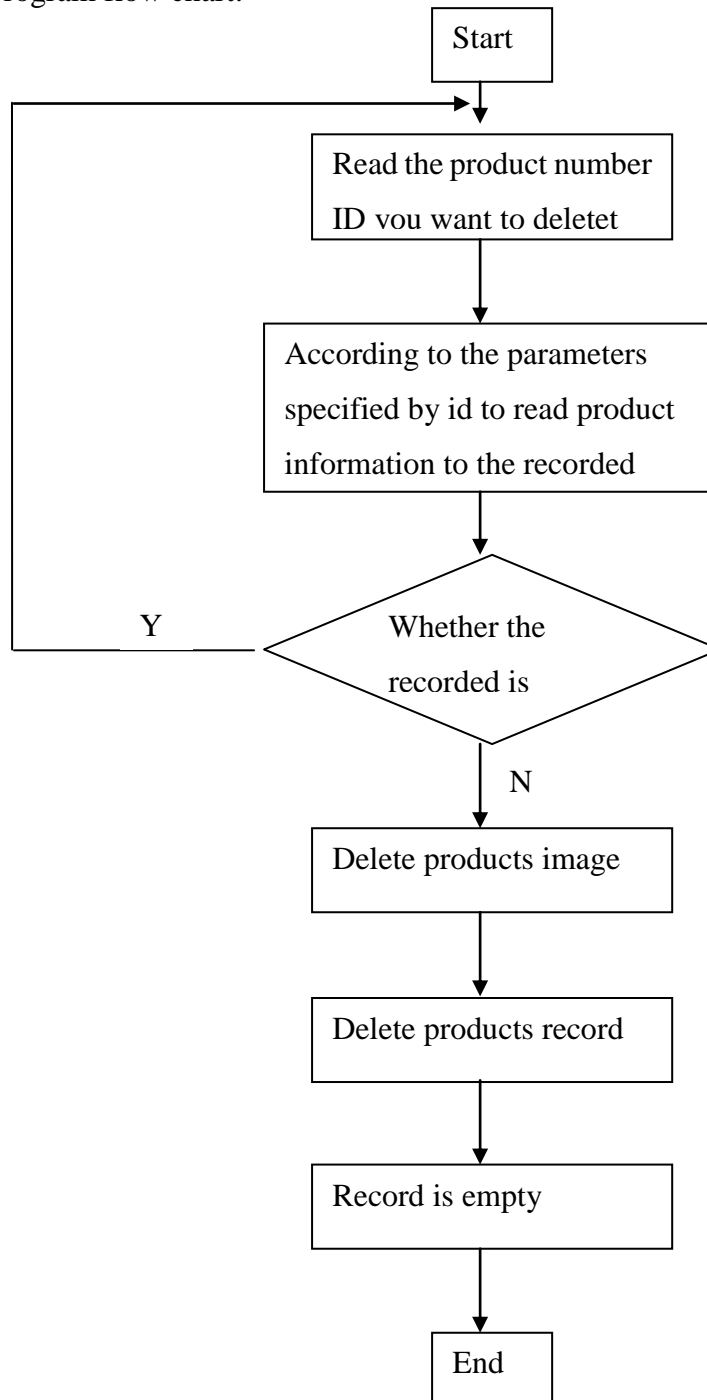 rogram flow chart:
Start
Read the product number
ID you want to deletet
According to the parameters
specified by id to read product
information to the recorded
Y
Whether the
recorded is
N
Delete products image
Delete products record
Record is empty
End